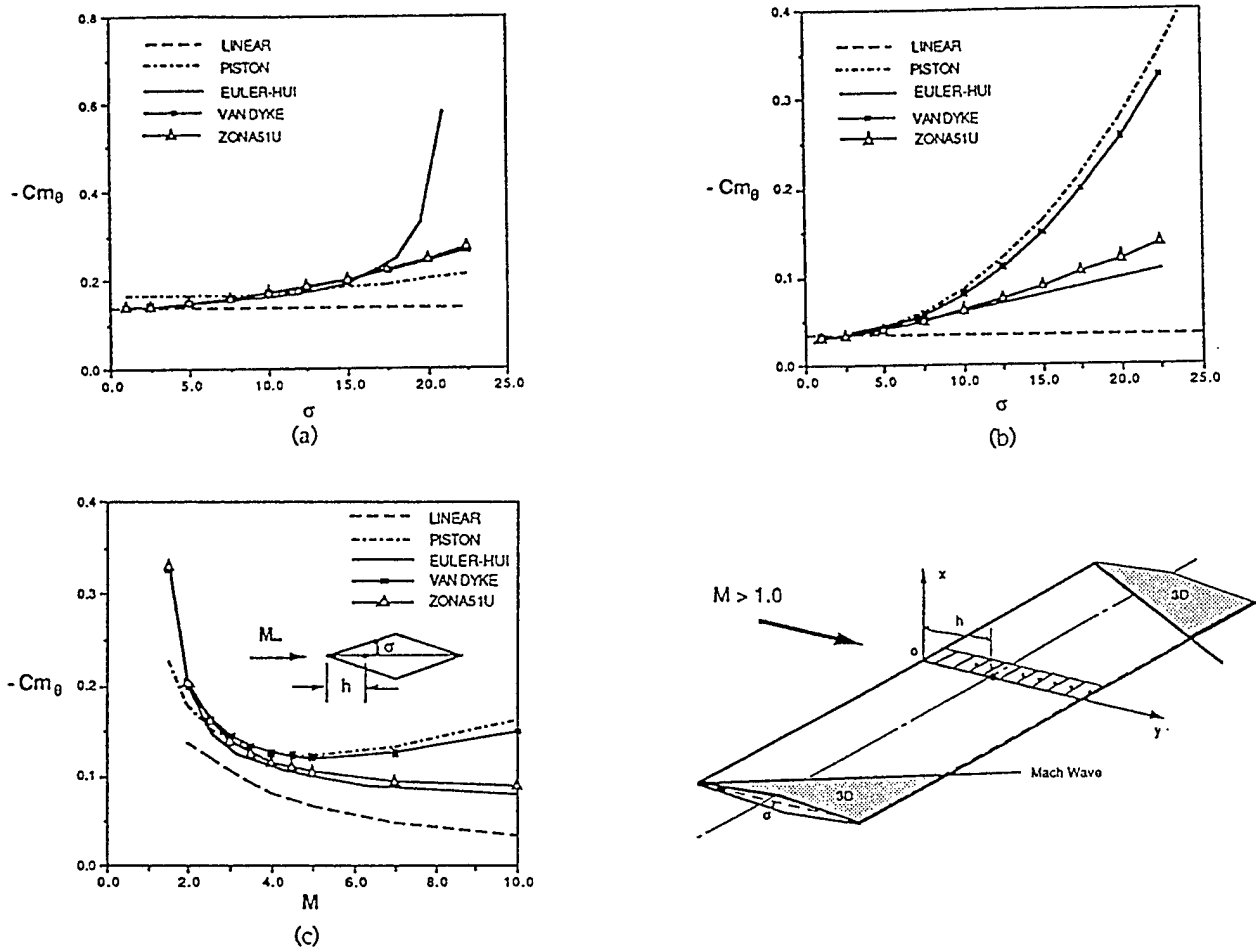 0.8
0.6
0.4
0.2
0.0
- Cmθ
LINEAR
PISTON
EULER-HUI
VAN DYKE
ZONA51U
0.0 5.0 10.0 15.0 20.0 25.0
σ
(a)
0.4
0.3
0.2
0.1
0.0
- Cmθ
LINEAR
PISTON
EULER-HUI
VAN DYKE
ZONA51U
0.0 5.0 10.0 15.0 20.0 25.0
σ
(b)
0.4
0.3
0.2
0.1
0.0
- Cmθ
LINEAR
PISTON
EULER-HUI
VAN DYKE
ZONA51U
M∞
σ
h
0.0 2.0 4.0 6.0 8.0 10.0
M
(c)
M > 1.0
x
h
o
3D
y
Mach Wave
3D
σ